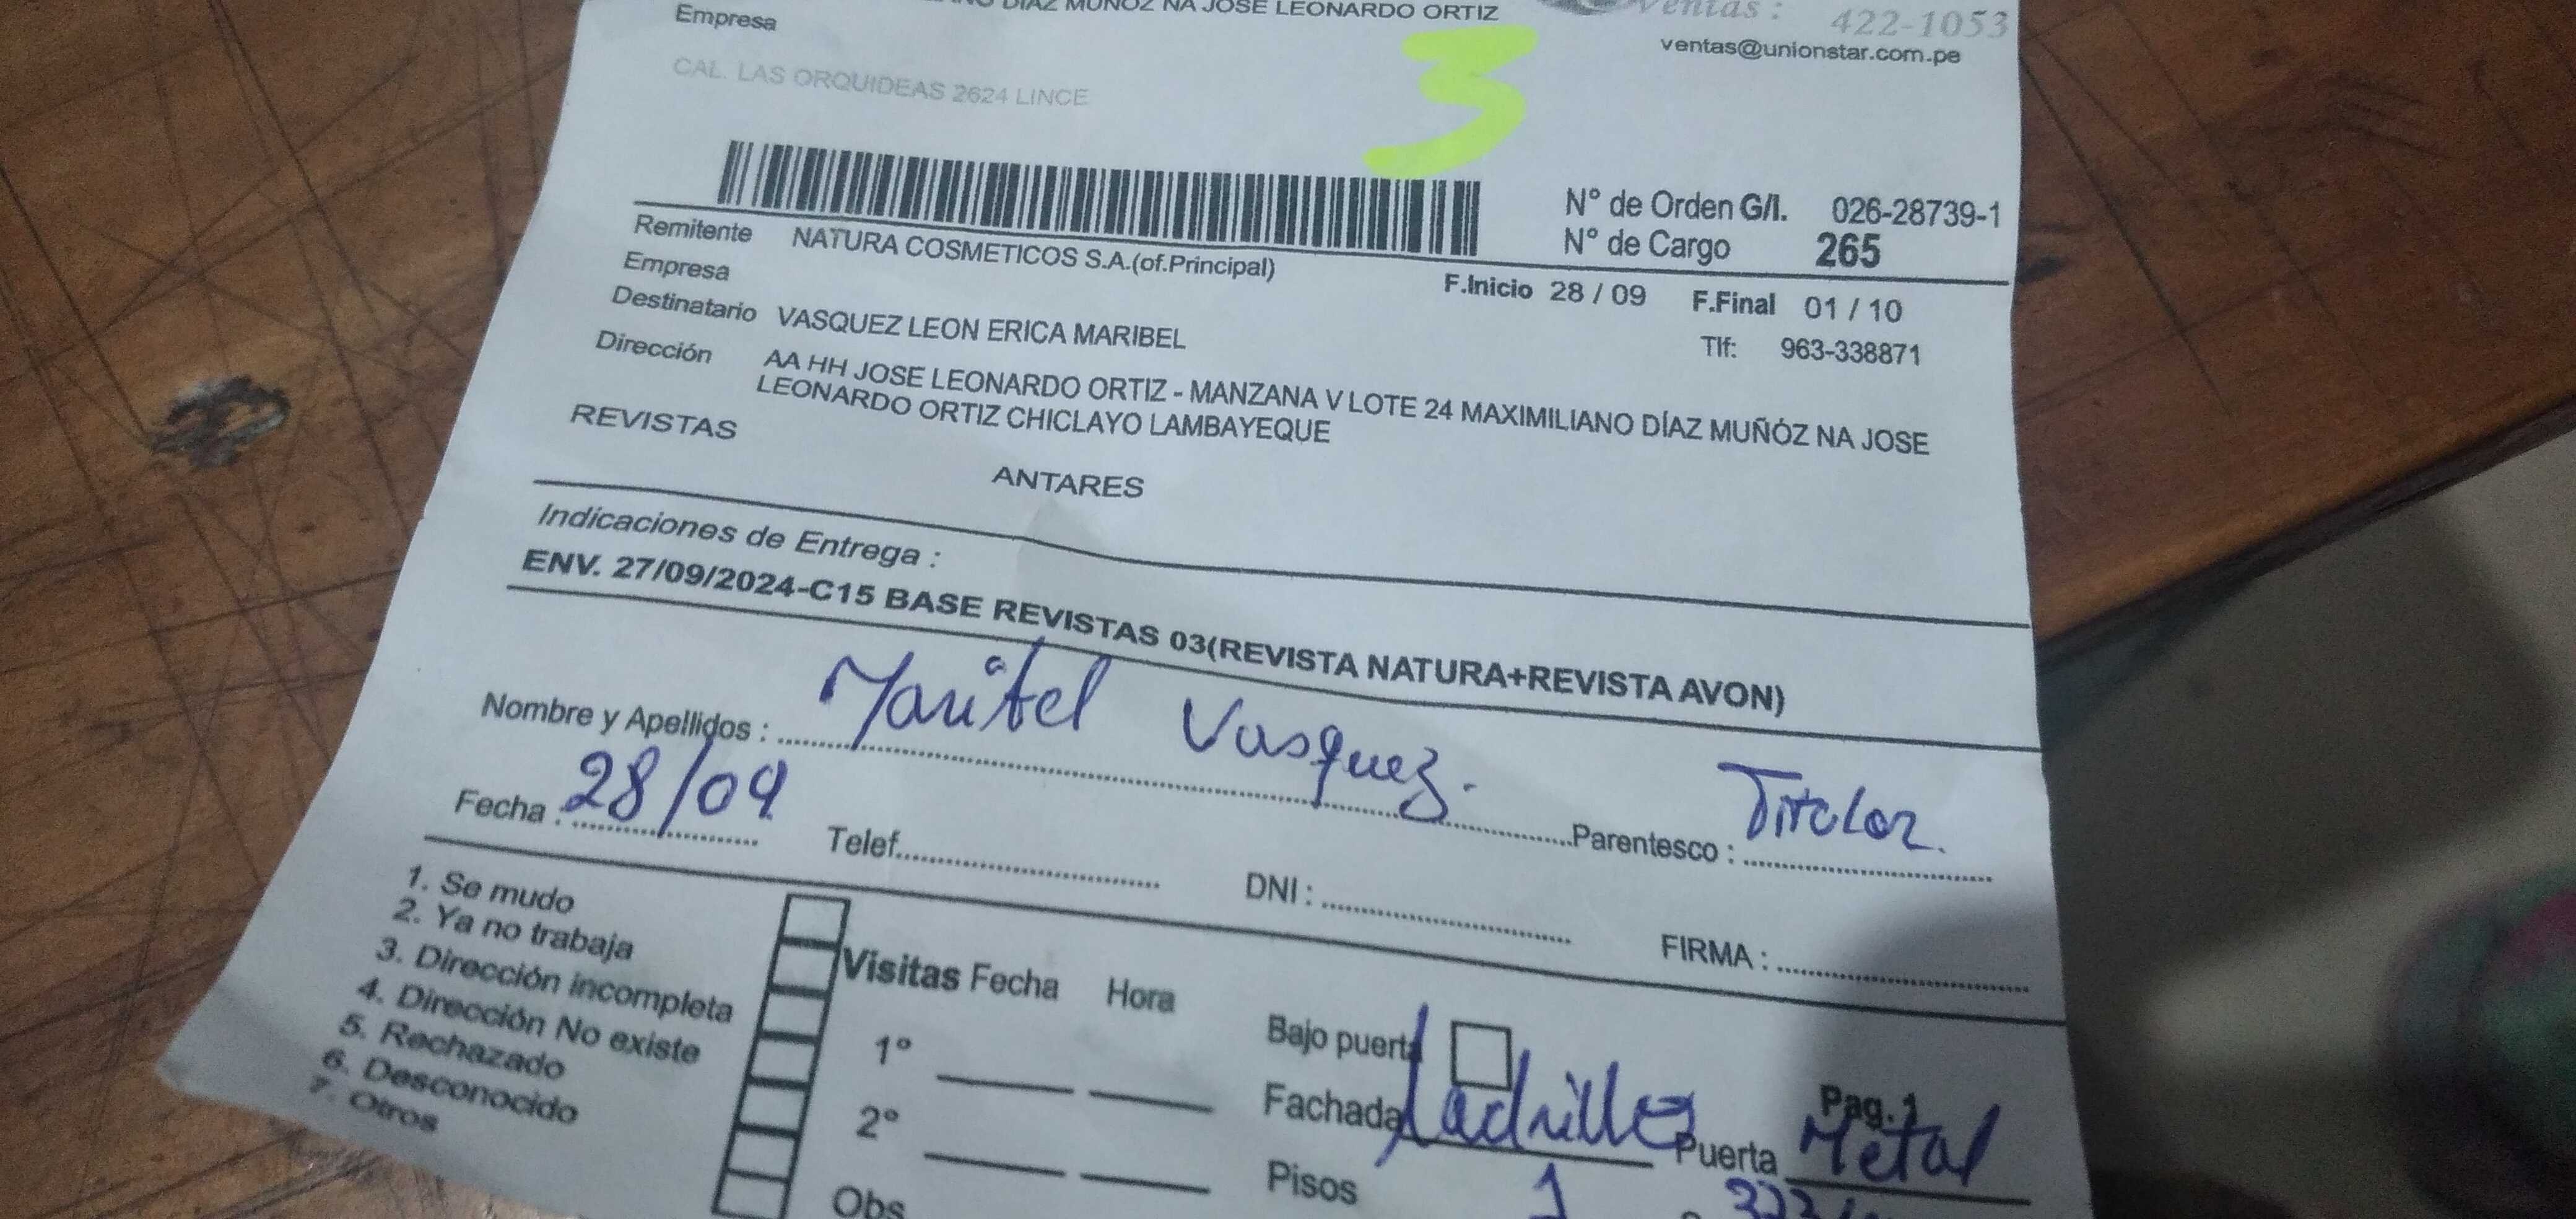 DIAZ MUÑOZ NA JOSE LEONARDO ORTIZ
Ventas : 422-1053
Empresa
ventas@unionstar.com.pe
CAL. LAS ORQUIDEAS 2624 LINCE
3
N° de Orden G/I. 026-28739-1
N° de Cargo 265
Remitente NATURA COSMETICOS S.A.(of.Principal)
Empresa
F.Inicio 28 / 09 F.Final 01 / 10
Destinatario VASQUEZ LEON ERICA MARIBEL
Tlf: 963-338871
Dirección AA HH JOSE LEONARDO ORTIZ - MANZANA V LOTE 24 MAXIMILIANO DÍAZ MUÑÓZ NA JOSE
LEONARDO ORTIZ CHICLAYO LAMBAYEQUE
REVISTAS
ANTARES
Indicaciones de Entrega :
ENV. 27/09/2024-C15 BASE REVISTAS 03(REVISTA NATURA+REVISTA AVON)
Nombre y Apellidos : Maribel Vasquez. Parentesco : Titular.
Fecha : 28/09 Telef. DNI : FIRMA :
1. Se mudo
2. Ya no trabaja
3. Dirección incompleta
4. Dirección No existe
5. Rechazado
6. Desconocido
7. Otros
Visitas Fecha Hora
1°
2°
Obs
Bajo puerta
Pag. 1
Fachada Ladrillo Puerta Metal
Pisos 1